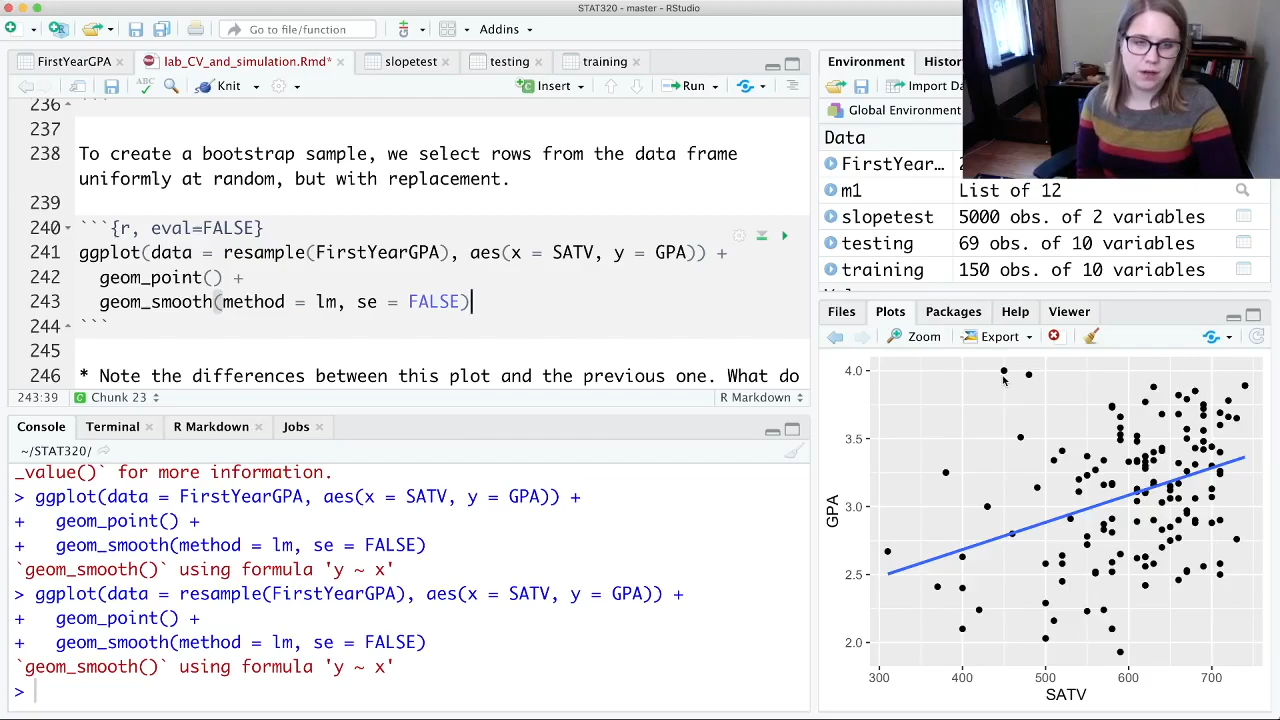 STAT320 - master - RStudio
Go to file/function
Addins
FirstYearGPA
lab_CV_and_simulation.Rmd*
slopetest
testing
training
ABC
Knit
Insert
Run
236 ```
237
238 To create a bootstrap sample, we select rows from the data frame
uniformly at random, but with replacement.
239
240 ```{r, eval=FALSE}
241 ggplot(data = resample(FirstYearGPA), aes(x = SATV, y = GPA)) +
242 geom_point() +
243 geom_smooth(method = lm, se = FALSE)
244 ```
245
246 * Note the differences between this plot and the previous one. What do
243:39
Chunk 23
R Markdown
Console
Terminal
R Markdown
Jobs
~/STAT320/
_value()` for more information.
> ggplot(data = FirstYearGPA, aes(x = SATV, y = GPA)) +
+ geom_point() +
+ geom_smooth(method = lm, se = FALSE)
`geom_smooth()` using formula 'y ~ x'
> ggplot(data = resample(FirstYearGPA), aes(x = SATV, y = GPA)) +
+ geom_point() +
+ geom_smooth(method = lm, se = FALSE)
`geom_smooth()` using formula 'y ~ x'
>
Environment
Import
Global Environment
Data
FirstYear…
m1 List of 12
slopetest 5000 obs. of 2 variables
testing 69 obs. of 10 variables
training 150 obs. of 10 variables
Files
Plots
Packages
Help
Viewer
Zoom
Export
4.0
3.5
3.0
2.5
2.0
GPA
300
400
500
600
700
SATV